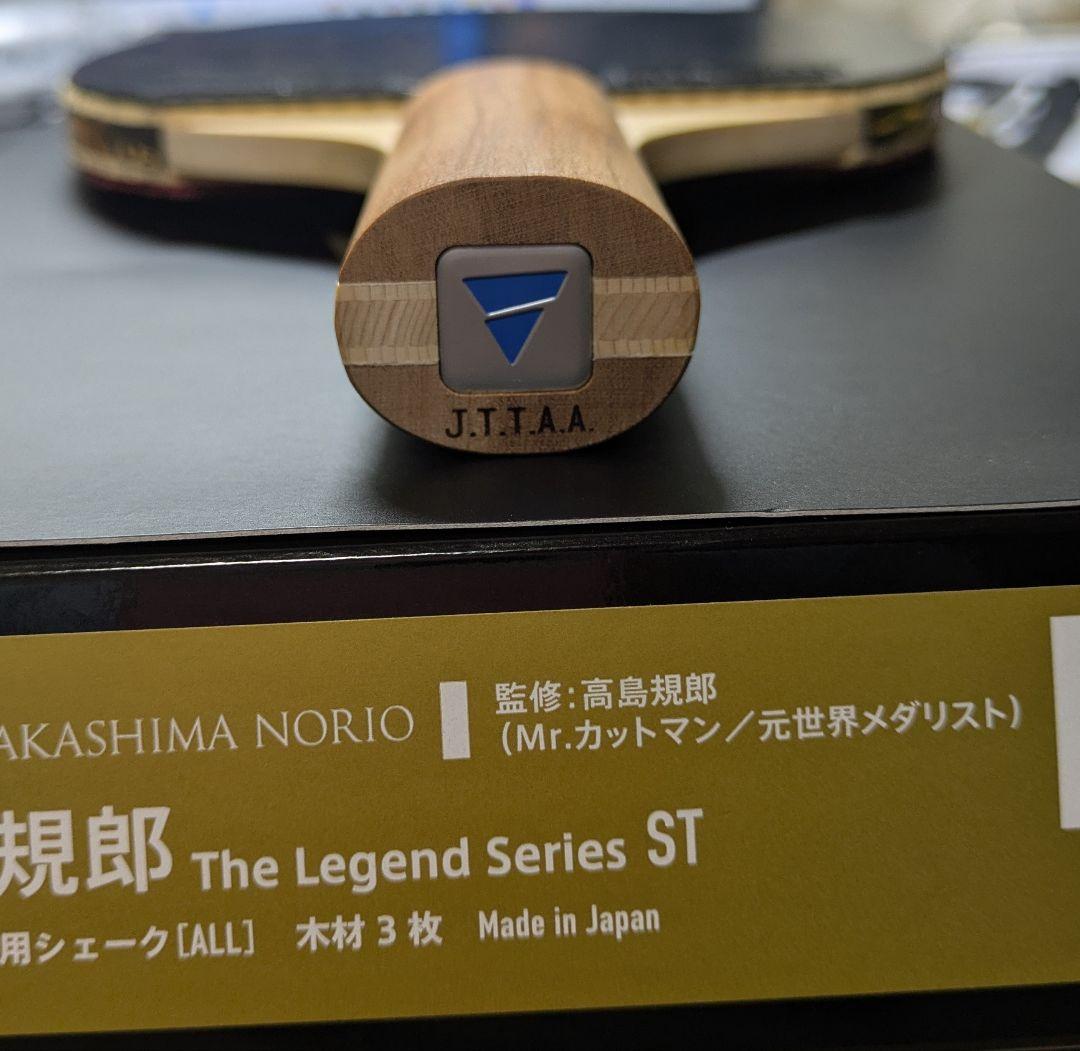 J.T.T.A.A.
AKASHIMA NORIO
監修:高島規郎
(Mr.カットマン/元世界メダリスト)
規郎 The Legend Series ST
用シェーク[ALL] 木材3枚 Made in Japan